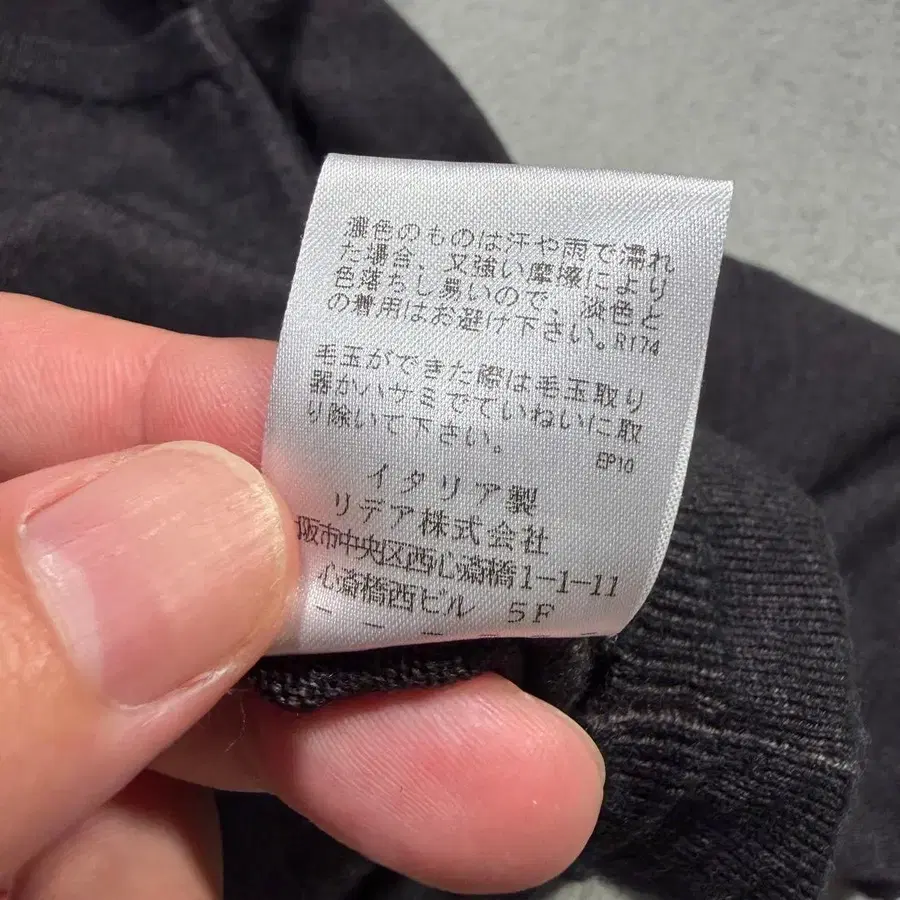 濃色のものは汗や雨で濡れ
た場合、又強い摩擦により
色落ちし易いので、淡色と
の着用はお避け下さい。R174
毛玉ができた際は毛玉取り
器かハサミでていねいに取
り除いて下さい。
EP10
イタリア製
リデア株式会社
阪市中央区西心斎橋1-1-11
心斎橋西ビル 5F